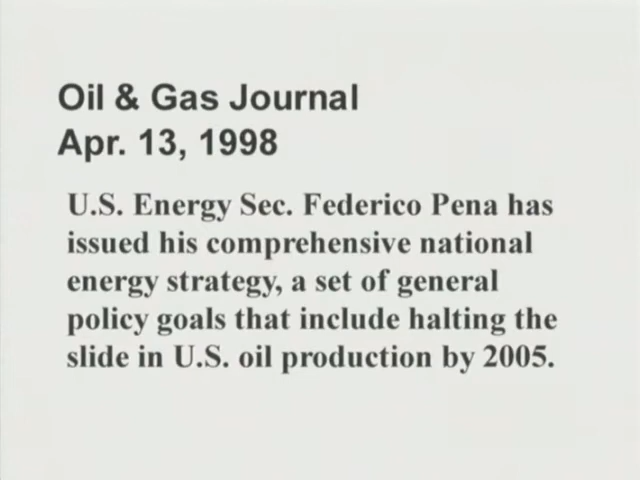 Oil & Gas Journal
Apr. 13, 1998
U.S. Energy Sec. Federico Pena has
issued his comprehensive national
energy strategy, a set of general
policy goals that include halting the
slide in U.S. oil production by 2005.